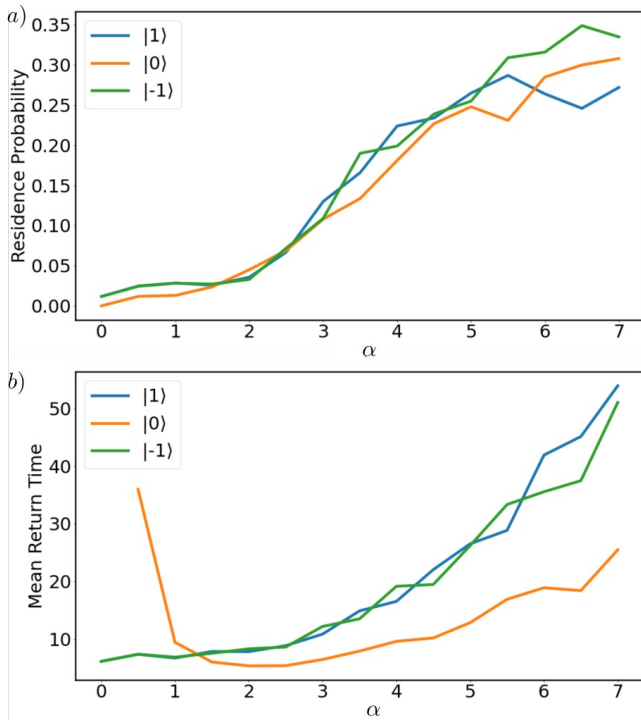 a)
Residence Probability
0.35
0.30
0.25
0.20
0.15
0.10
0.05
0.00
|1⟩
|0⟩
|-1⟩
0 1 2 3 4 5 6 7
α
b)
Mean Return Time
50
40
30
20
10
|1⟩
|0⟩
|-1⟩
0 1 2 3 4 5 6 7
α